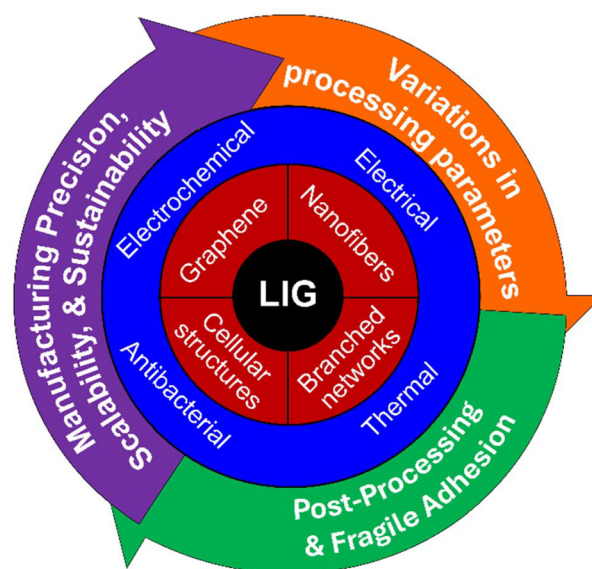 Manufacturing Precision,
Scalability, & Sustainability
Variations in
processing parameters
Post-Processing
& Fragile Adhesion
Electrochemical
Electrical
Antibacterial
Thermal
Graphene
Nanofibers
Cellular
structures
Branched
networks
LIG